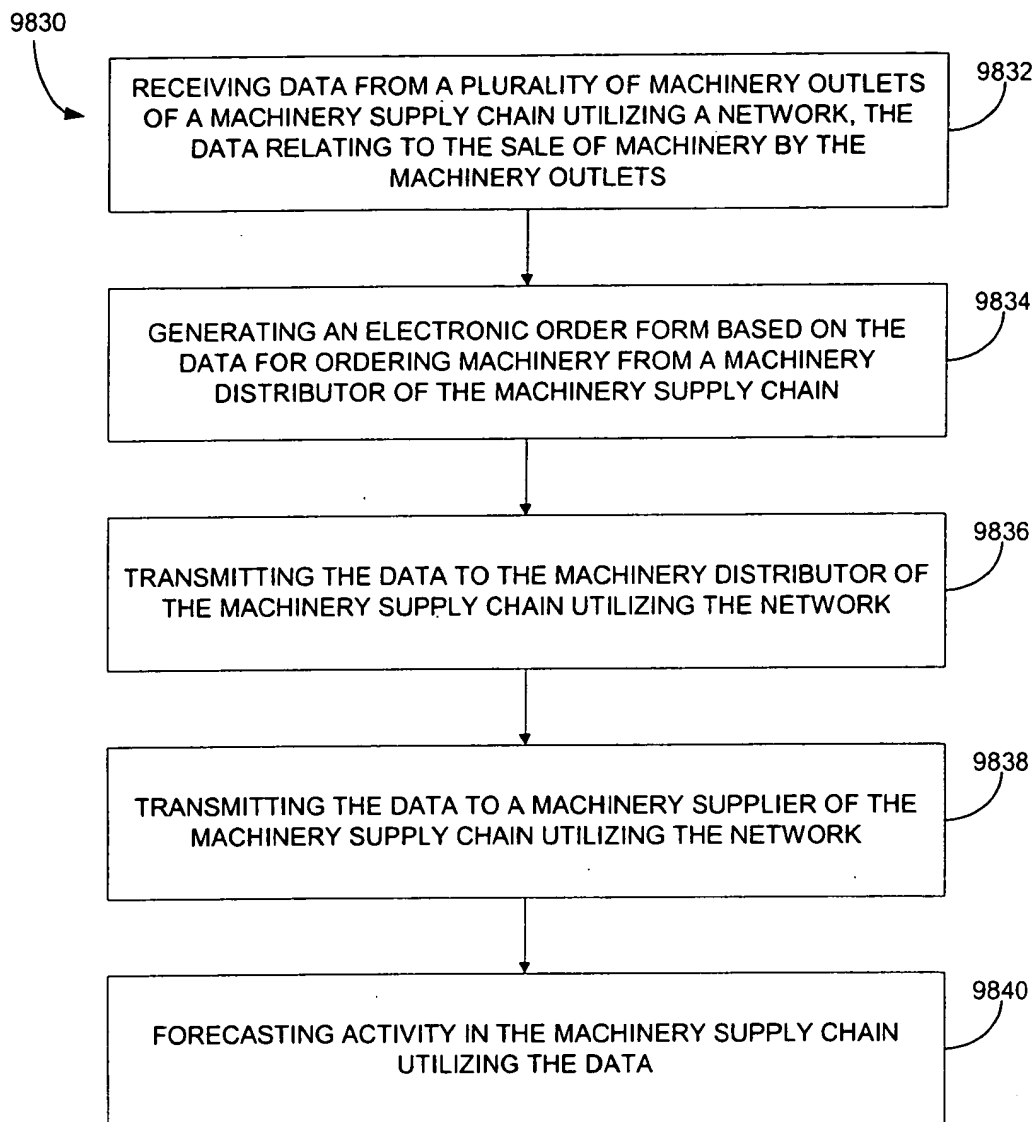 9830
RECEIVING DATA FROM A PLURALITY OF MACHINERY OUTLETS
OF A MACHINERY SUPPLY CHAIN UTILIZING A NETWORK, THE
DATA RELATING TO THE SALE OF MACHINERY BY THE
MACHINERY OUTLETS
9832
GENERATING AN ELECTRONIC ORDER FORM BASED ON THE
DATA FOR ORDERING MACHINERY FROM A MACHINERY
DISTRIBUTOR OF THE MACHINERY SUPPLY CHAIN
9834
TRANSMITTING THE DATA TO THE MACHINERY DISTRIBUTOR OF
THE MACHINERY SUPPLY CHAIN UTILIZING THE NETWORK
9836
TRANSMITTING THE DATA TO A MACHINERY SUPPLIER OF THE
MACHINERY SUPPLY CHAIN UTILIZING THE NETWORK
9838
FORECASTING ACTIVITY IN THE MACHINERY SUPPLY CHAIN
UTILIZING THE DATA
9840